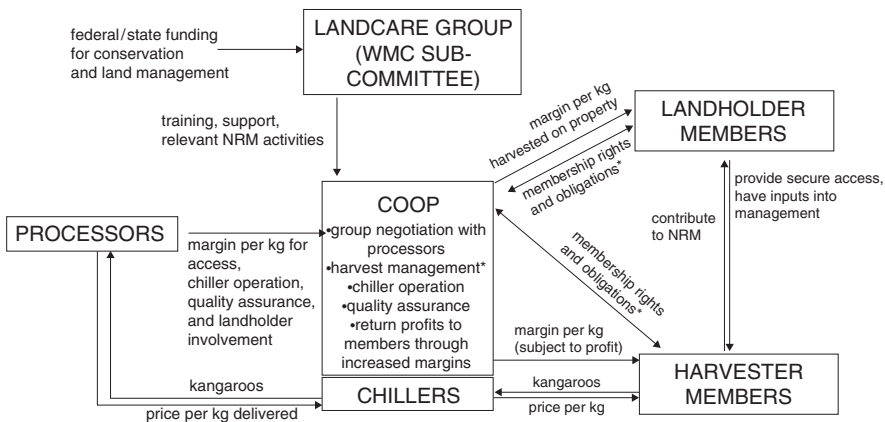 federal/state funding
for conservation
and land management
LANDCARE GROUP
(WMC SUB-
COMMITTEE)
training, support,
relevant NRM activities
margin per kg
harvested on property
membership rights
and obligations*
LANDHOLDER
MEMBERS
provide secure access,
have inputs into
management
contribute
to NRM
PROCESSORS
margin per kg for
access,
chiller operation,
quality assurance,
and landholder
involvement
COOP
•group negotiation with
processors
•harvest management*
•chiller operation
•quality assurance
•return profits to
members through
increased margins
membership rights
and obligations*
margin per kg
(subject to profit)
kangaroos
price per kg delivered
CHILLERS
kangaroos
price per kg
HARVESTER
MEMBERS